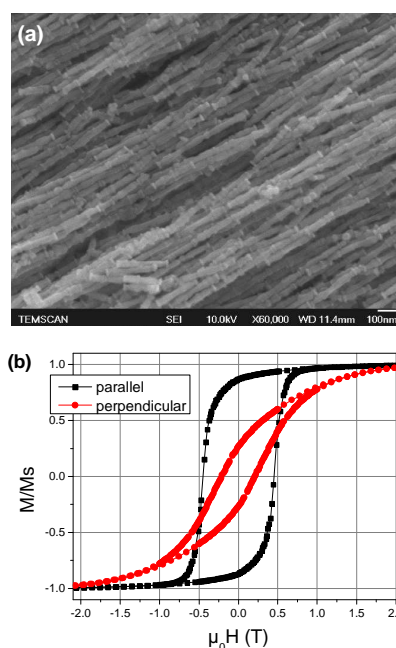 (a)
TEMSCAN SEI 10.0kV X60,000 WD 11.4mm 100nm
(b)
1.0
parallel
perpendicular
0.5
0.0
-0.5
-1.0
M/Ms
-2.0 -1.5 -1.0 -0.5 0.0 0.5 1.0 1.5 2.0
μ₀H (T)